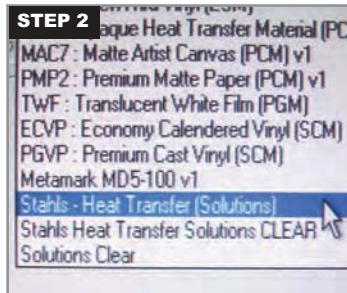 STEP 2
aque Heat Transfer Material (PC
MAC7 : Matte Artist Canvas (PCM) v1
PMP2 : Premium Matte Paper (PCM) v1
TWF : Translucent White Film (PGM)
ECVP : Economy Calendered Vinyl (SCM)
PGVP : Premium Cast Vinyl (SCM)
Metamark MD5-100 v1
Stahls - Heat Transfer (Solutions)
Stahls Heat Transfer Solutions CLEAR
Solutions Clear